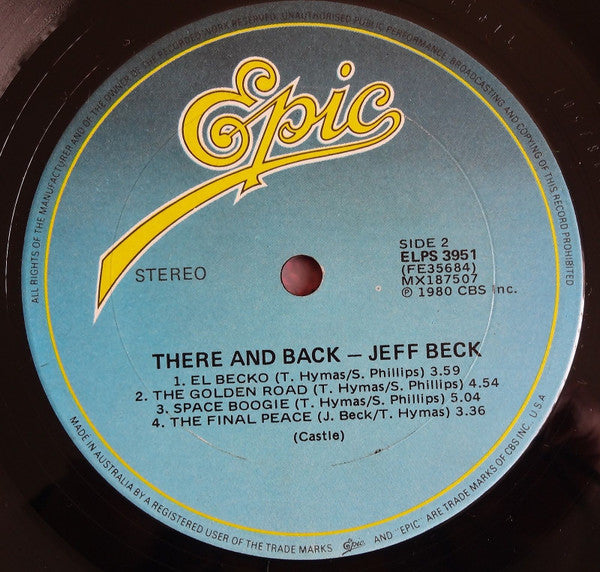 ALL RIGHTS OF THE MANUFACTURER AND OF THE OWNER OF THE RECORDED WORK RESERVED. UNAUTHORISED PUBLIC PERFORMANCE, BROADCASTING AND COPYING OF THIS RECORD PROHIBITED
Epic
STEREO
SIDE 2
ELPS 3951
(FE35684)
MX187507
℗ 1980 CBS Inc.
THERE AND BACK – JEFF BECK
1. EL BECKO (T. Hymas/S. Phillips) 3.59
2. THE GOLDEN ROAD (T. Hymas/S. Phillips) 4.54
3. SPACE BOOGIE (T. Hymas/S. Phillips) 5.04
4. THE FINAL PEACE (J. Beck/T. Hymas) 3.36
(Castle)
MADE IN AUSTRALIA BY A REGISTERED USER OF THE TRADE MARKS Epic AND "EPIC" ARE TRADE MARKS OF CBS INC. U S A